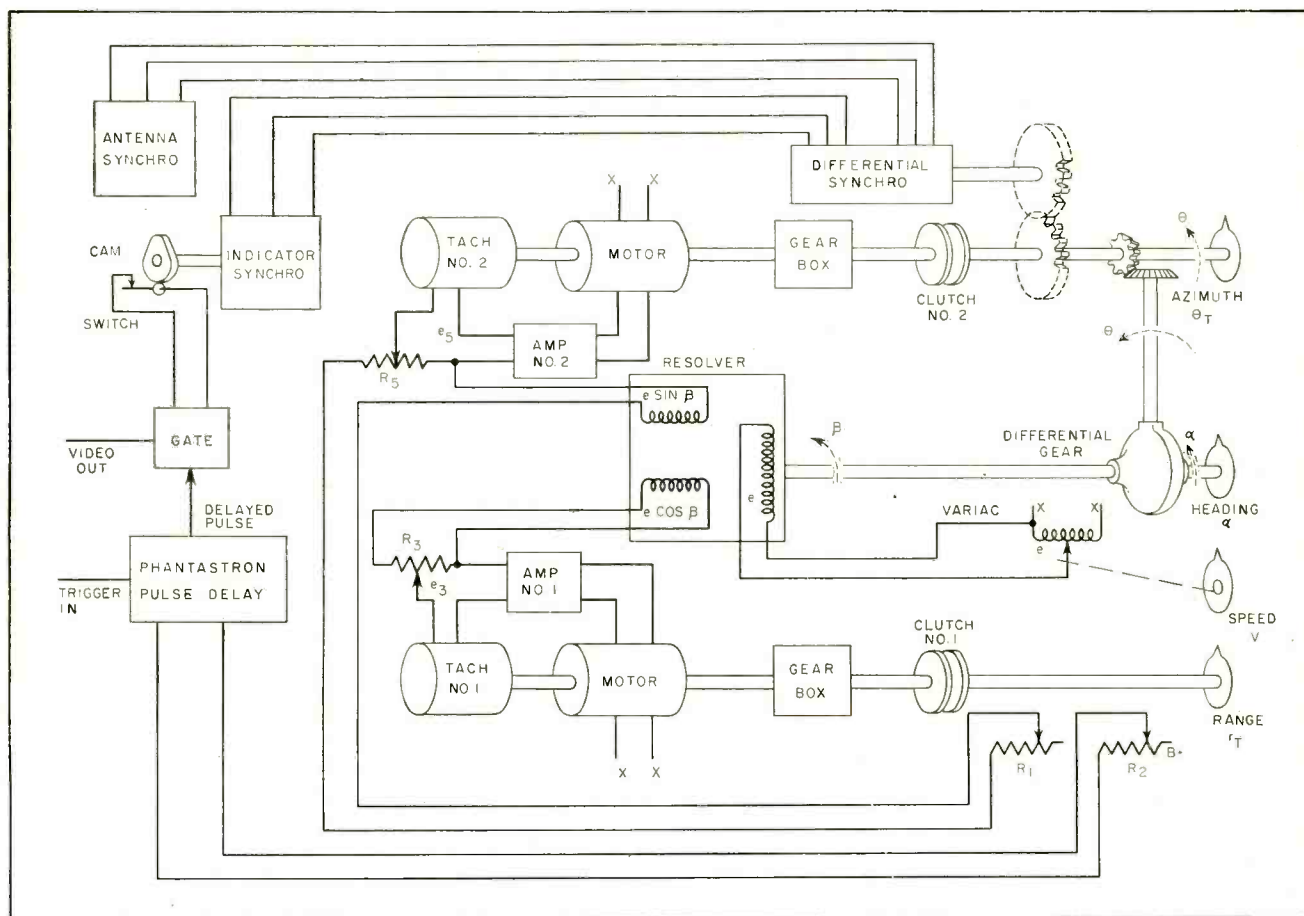 ANTENNA
SYNCHRO
DIFFERENTIAL
SYNCHRO
X X
CAM
INDICATOR
SYNCHRO
SWITCH
TACH
NO. 2
MOTOR
GEAR
BOX
CLUTCH
NO. 2
θ
AZIMUTH
θT
e5
AMP
NO. 2
R5
θ
RESOLVER
e SIN β
GATE
VIDEO
OUT
β
DIFFERENTIAL
GEAR
α
e
e COS β
HEADING
α
DELAYED
PULSE
VARIAC
X X
e
R3
e3
AMP
NO. 1
PHANTASTRON
PULSE DELAY
TRIGGER
IN
SPEED
V
CLUTCH
NO. 1
TACH
NO. 1
MOTOR
GEAR
BOX
RANGE
rT
X X
R1
R2
B+